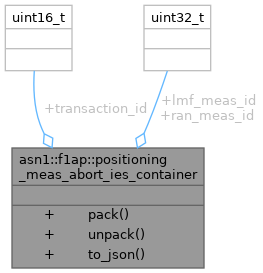 uint16_t
uint32_t
+transaction_id
+lmf_meas_id
+ran_meas_id
asn1::f1ap::positioning
_meas_abort_ies_container
+ pack()
+ unpack()
+ to_json()